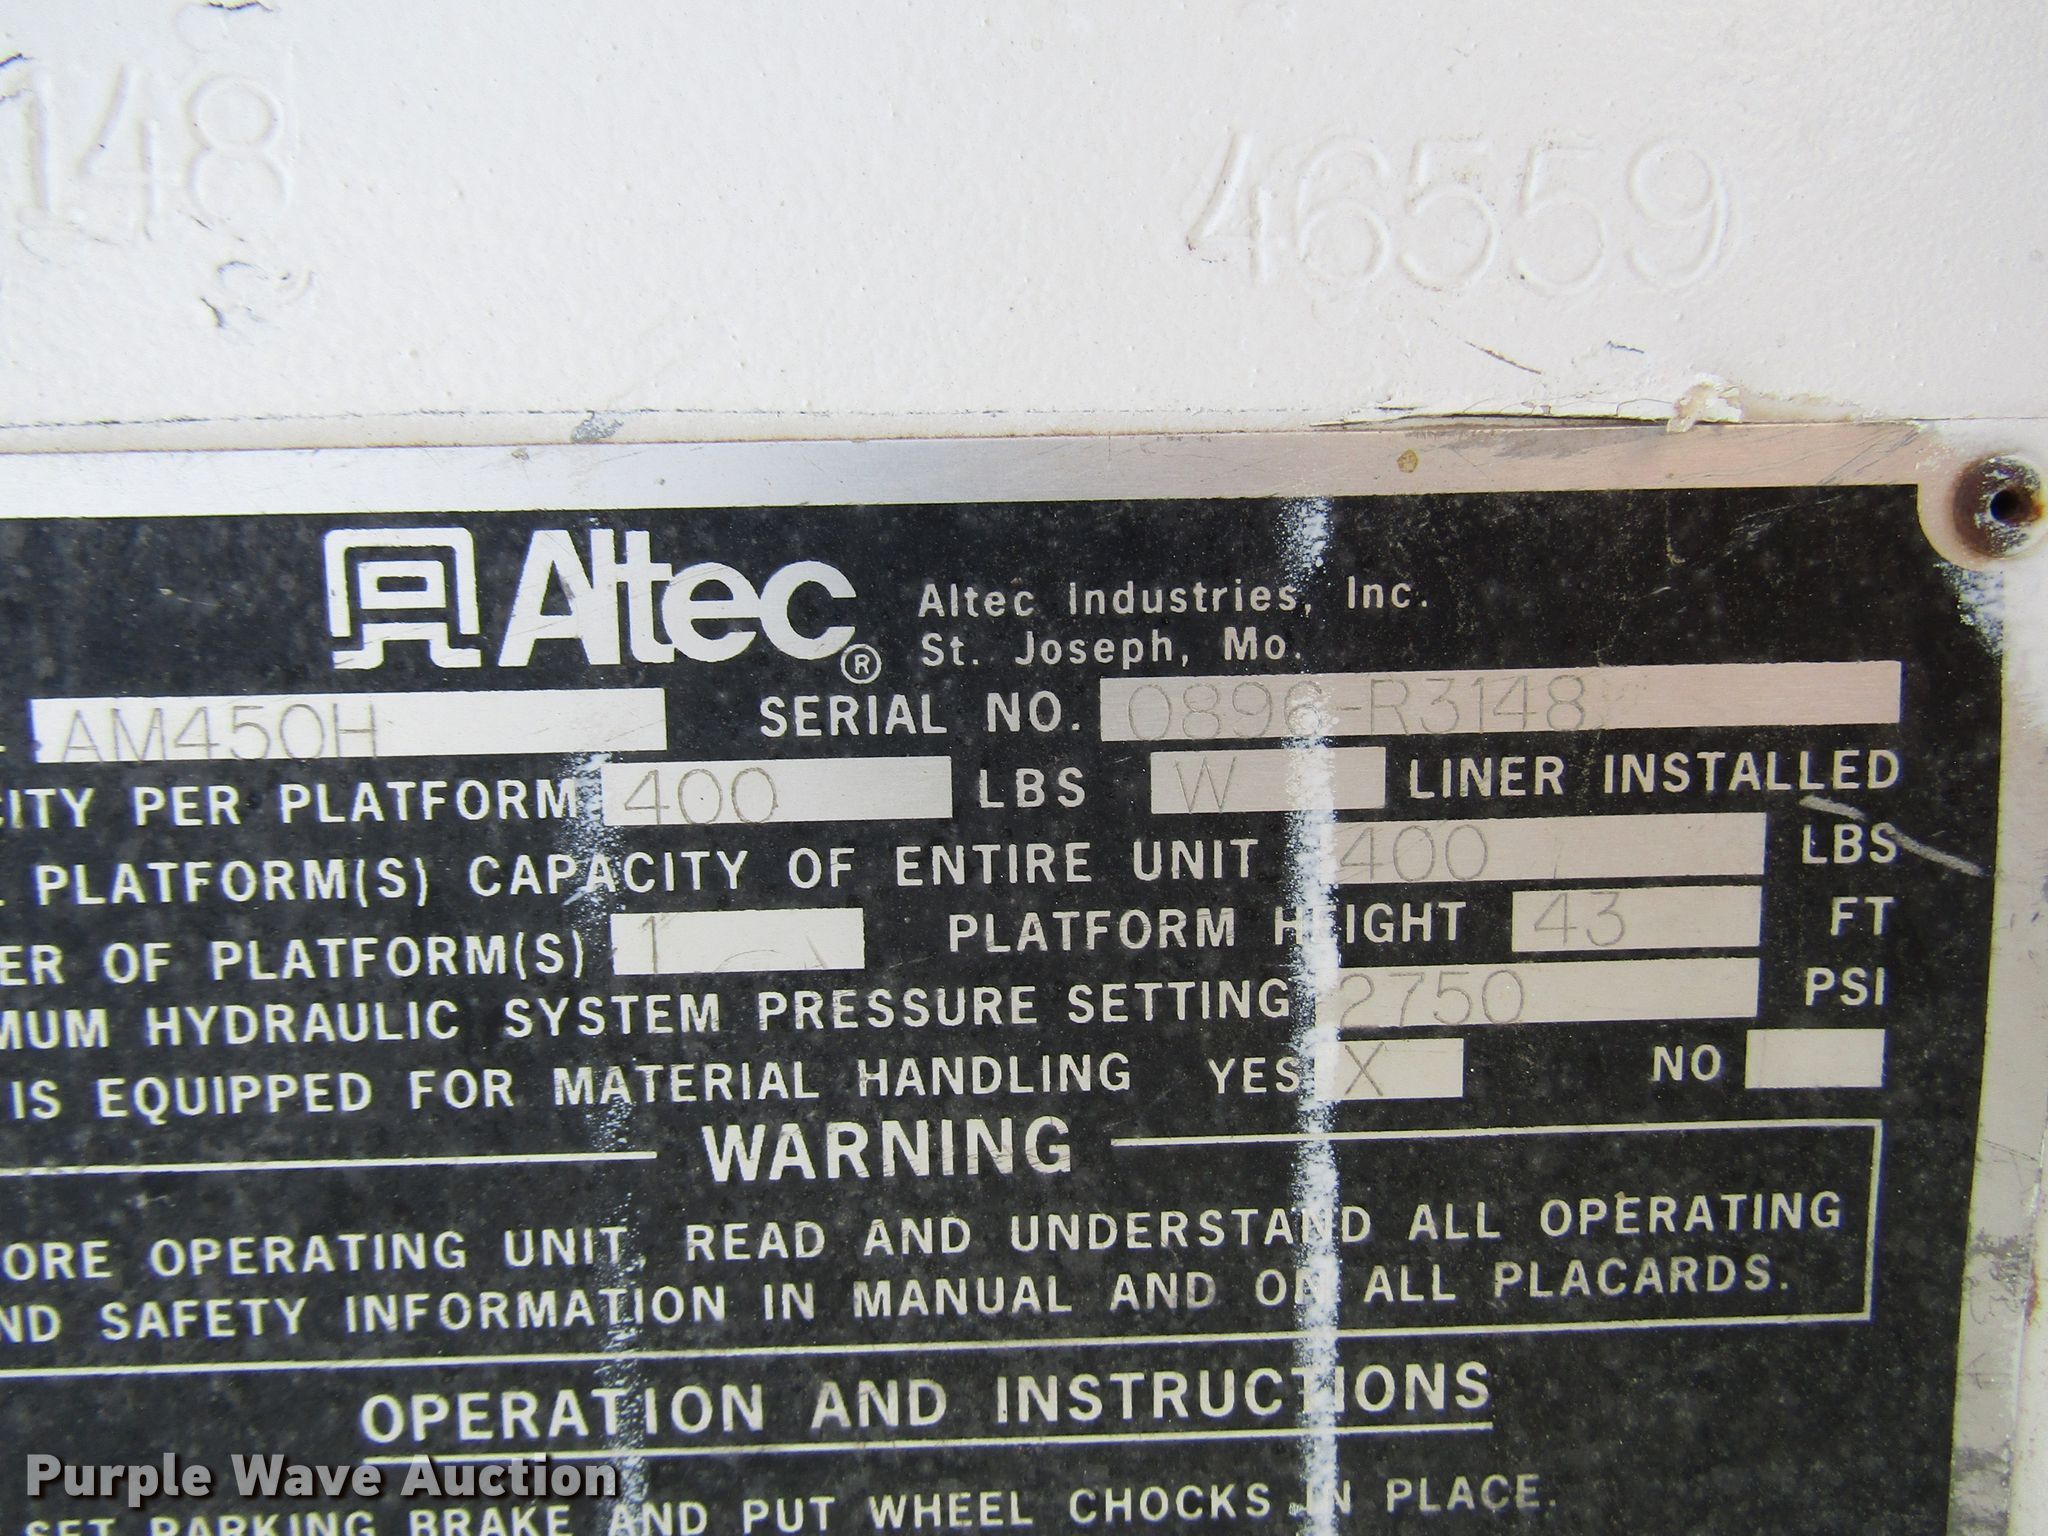 148 46559
Altec® Altec Industries, Inc.
St. Joseph, Mo.
AM450H SERIAL NO. 0896-R3148
CITY PER PLATFORM 400 LBS W LINER INSTALLED
PLATFORM(S) CAPACITY OF ENTIRE UNIT 400 LBS
ER OF PLATFORM(S) 1 PLATFORM HEIGHT 43 FT
MUM HYDRAULIC SYSTEM PRESSURE SETTING 2750 PSI
IS EQUIPPED FOR MATERIAL HANDLING YES X NO
WARNING
ORE OPERATING UNIT, READ AND UNDERSTAND ALL OPERATING
ND SAFETY INFORMATION IN MANUAL AND ON ALL PLACARDS.
OPERATION AND INSTRUCTIONS
SET PARKING BRAKE AND PUT WHEEL CHOCKS IN PLACE.
Purple Wave Auction